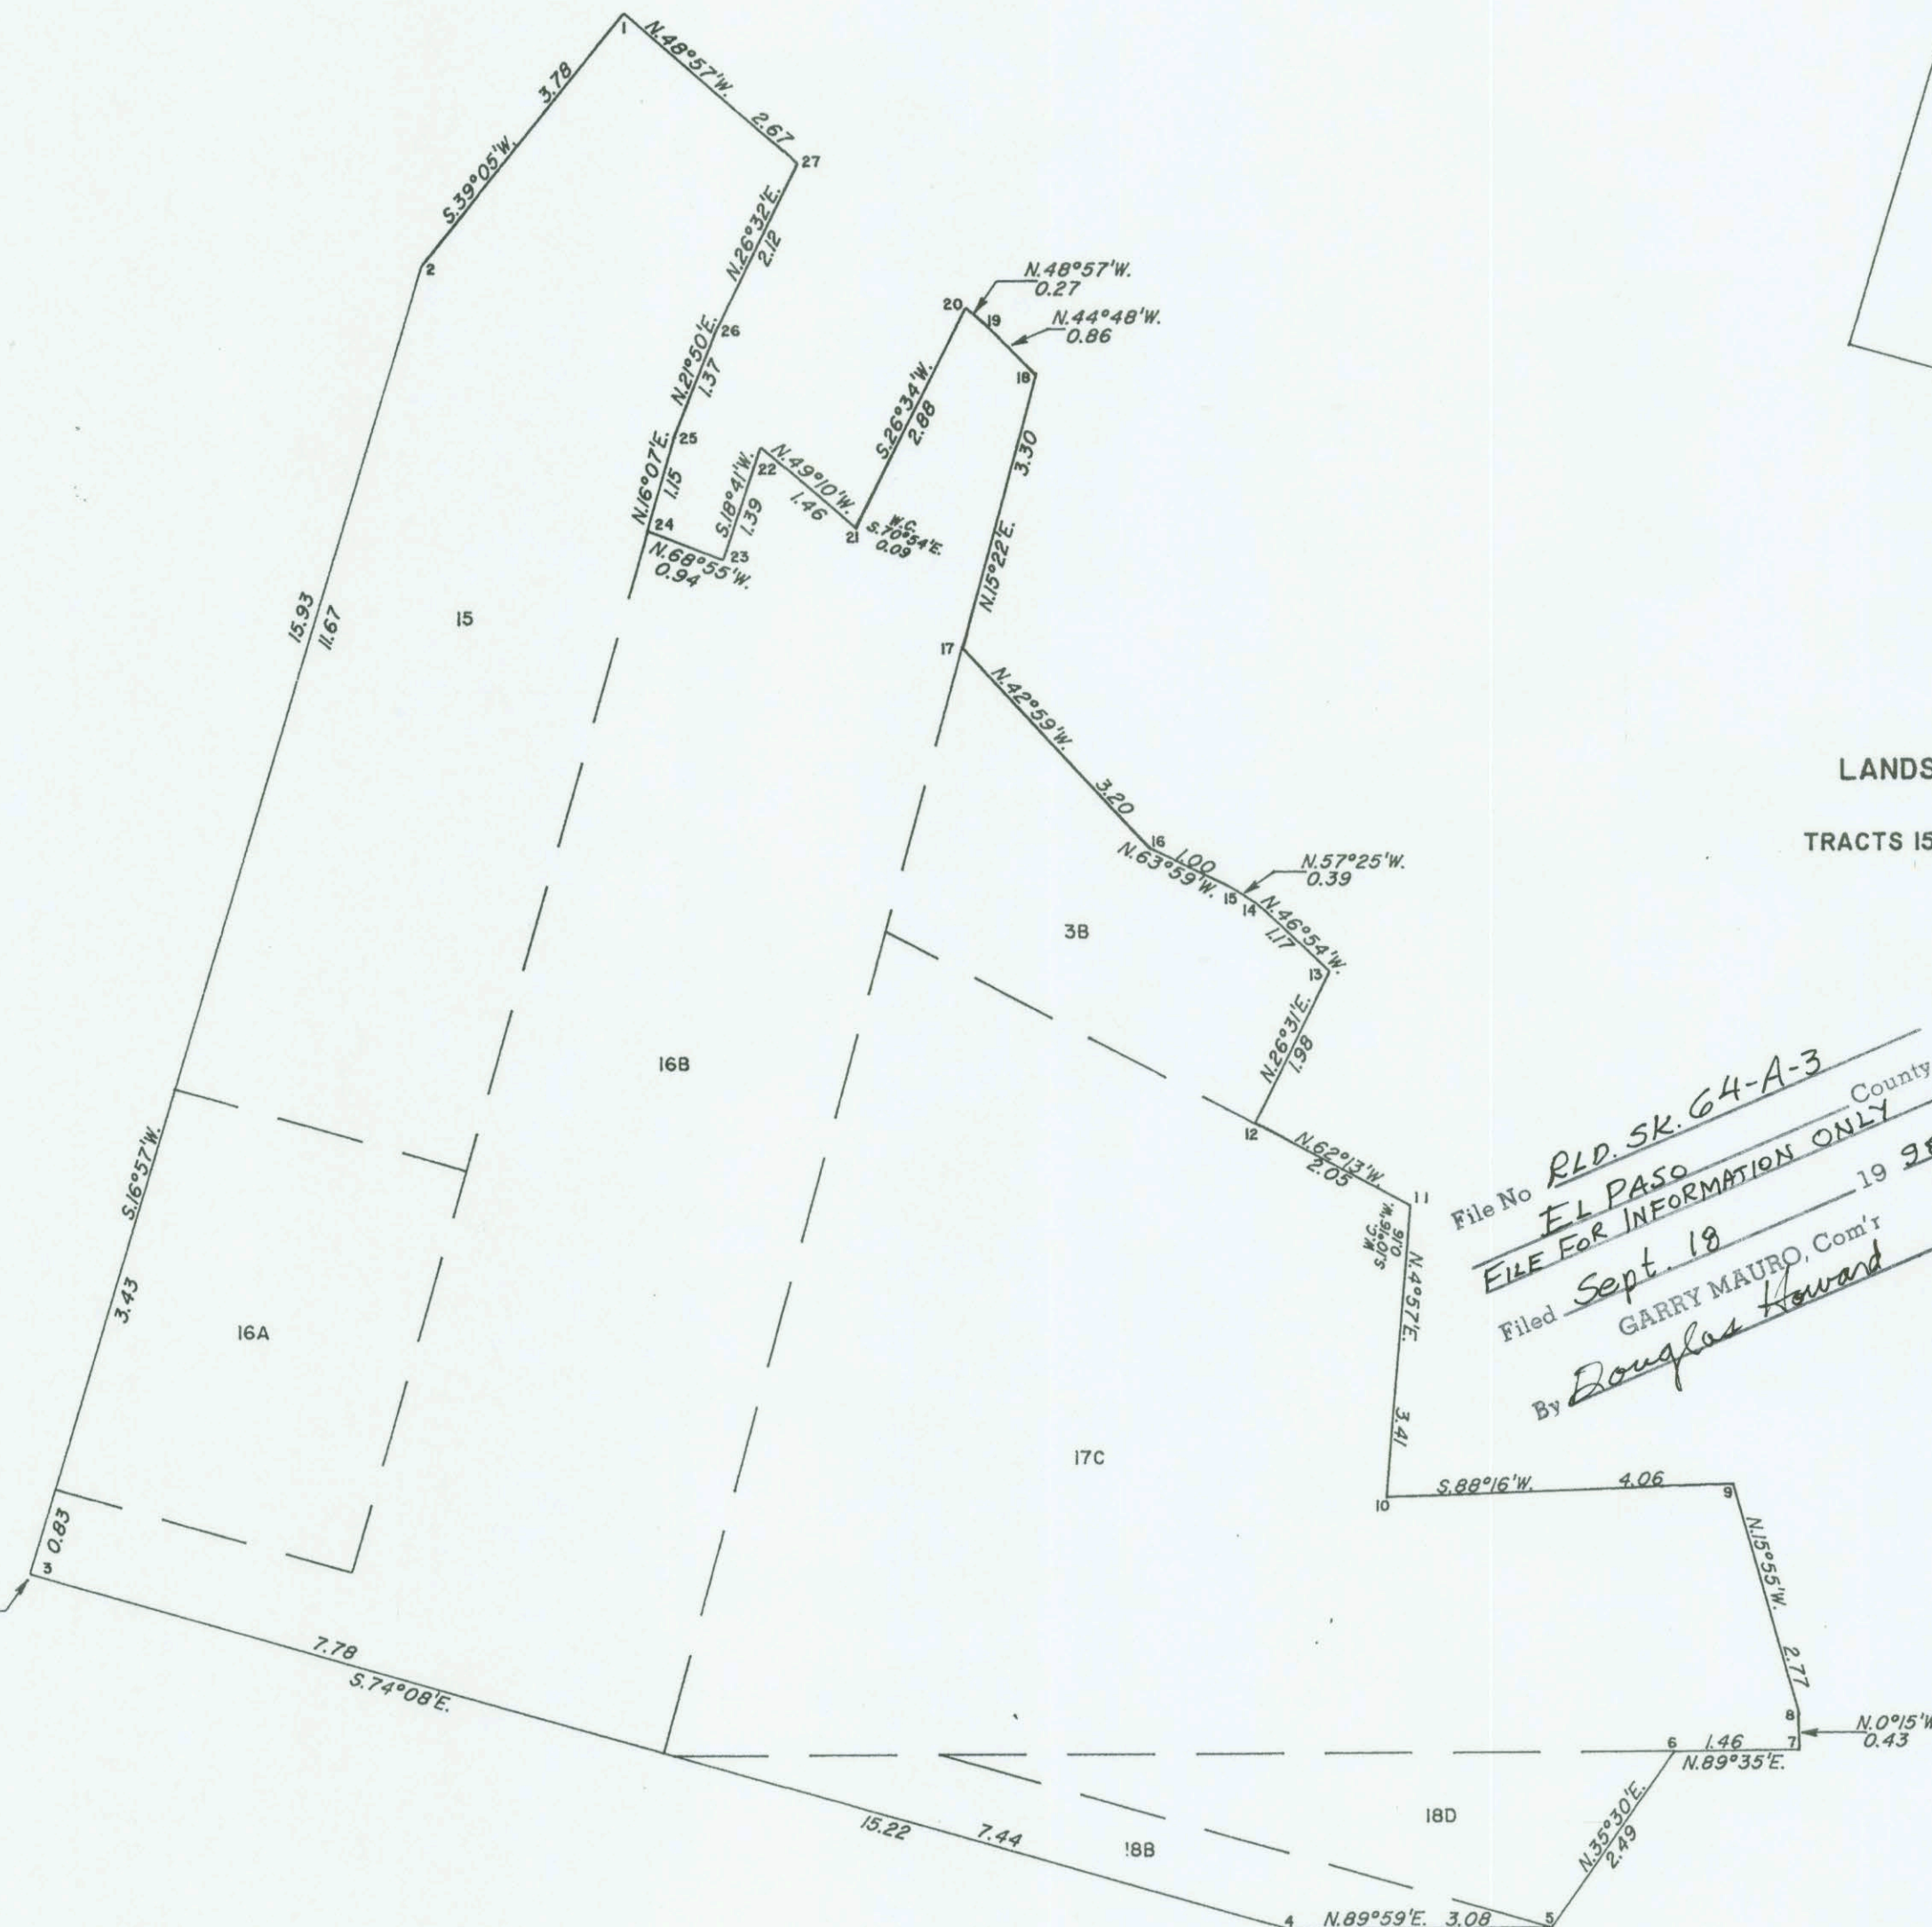 1
N.48°57'W.
2.67
27
3.78
S.39°05'W.
2
N.26°32'E.
2.12
26
N.21°50'E.
1.37
25
N.16°07'E.
1.15
24
N.68°55'W.
0.94
23
S.18°41'W.
1.39
22
N.49°10'W.
1.46
21
W.C.
S.70°54'E.
0.09
S.26°34'W.
2.88
20
N.48°57'W.
0.27
19
N.44°48'W.
0.86
18
3.30
N.15°22'E.
17
15.93
11.67
15
N.42°59'W.
3.20
16
1.00
N.63°59'W.
15
N.57°25'W.
0.39
14
N.46°54'W.
1.17
13
N.26°31'E.
1.98
12
3B
LANDS
TRACTS 15
16B
N.62°13'W.
2.05
11
W.C.
S.10°16'W.
0.16
N.4°57'E.
3.41
10
S.88°16'W.
4.06
9
N.15°55'W.
2.77
8
N.0°15'W
0.43
7
1.46
N.89°35'E.
6
S.16°57'W.
3.43
16A
0.83
3
17C
7.78
S.74°08'E.
15.22
7.44
18B
18D
N.35°30'E.
2.49
4
N.89°59'E. 3.08
5
File No RLD. SK. 64-A-3
EL PASO County
FILE FOR INFORMATION ONLY
Filed Sept. 18 19 98
GARRY MAURO, Com'r
By Douglas Howard